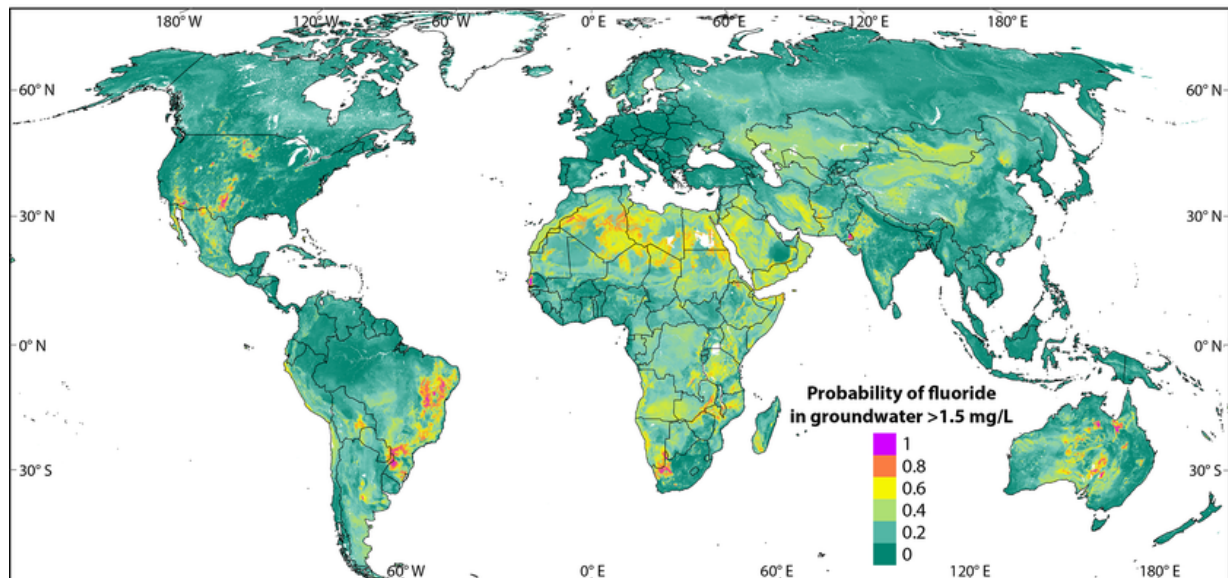 180° W 120° W 60° W 0° E 60° E 120° E 180° E
60° N 60° N
30° N 30° N
0° N 0° N
Probability of fluoride
in groundwater >1.5 mg/L
1
0.8
0.6
0.4
0.2
0
30° S 30° S
60° W 0° E 60° E 120° E 180° E